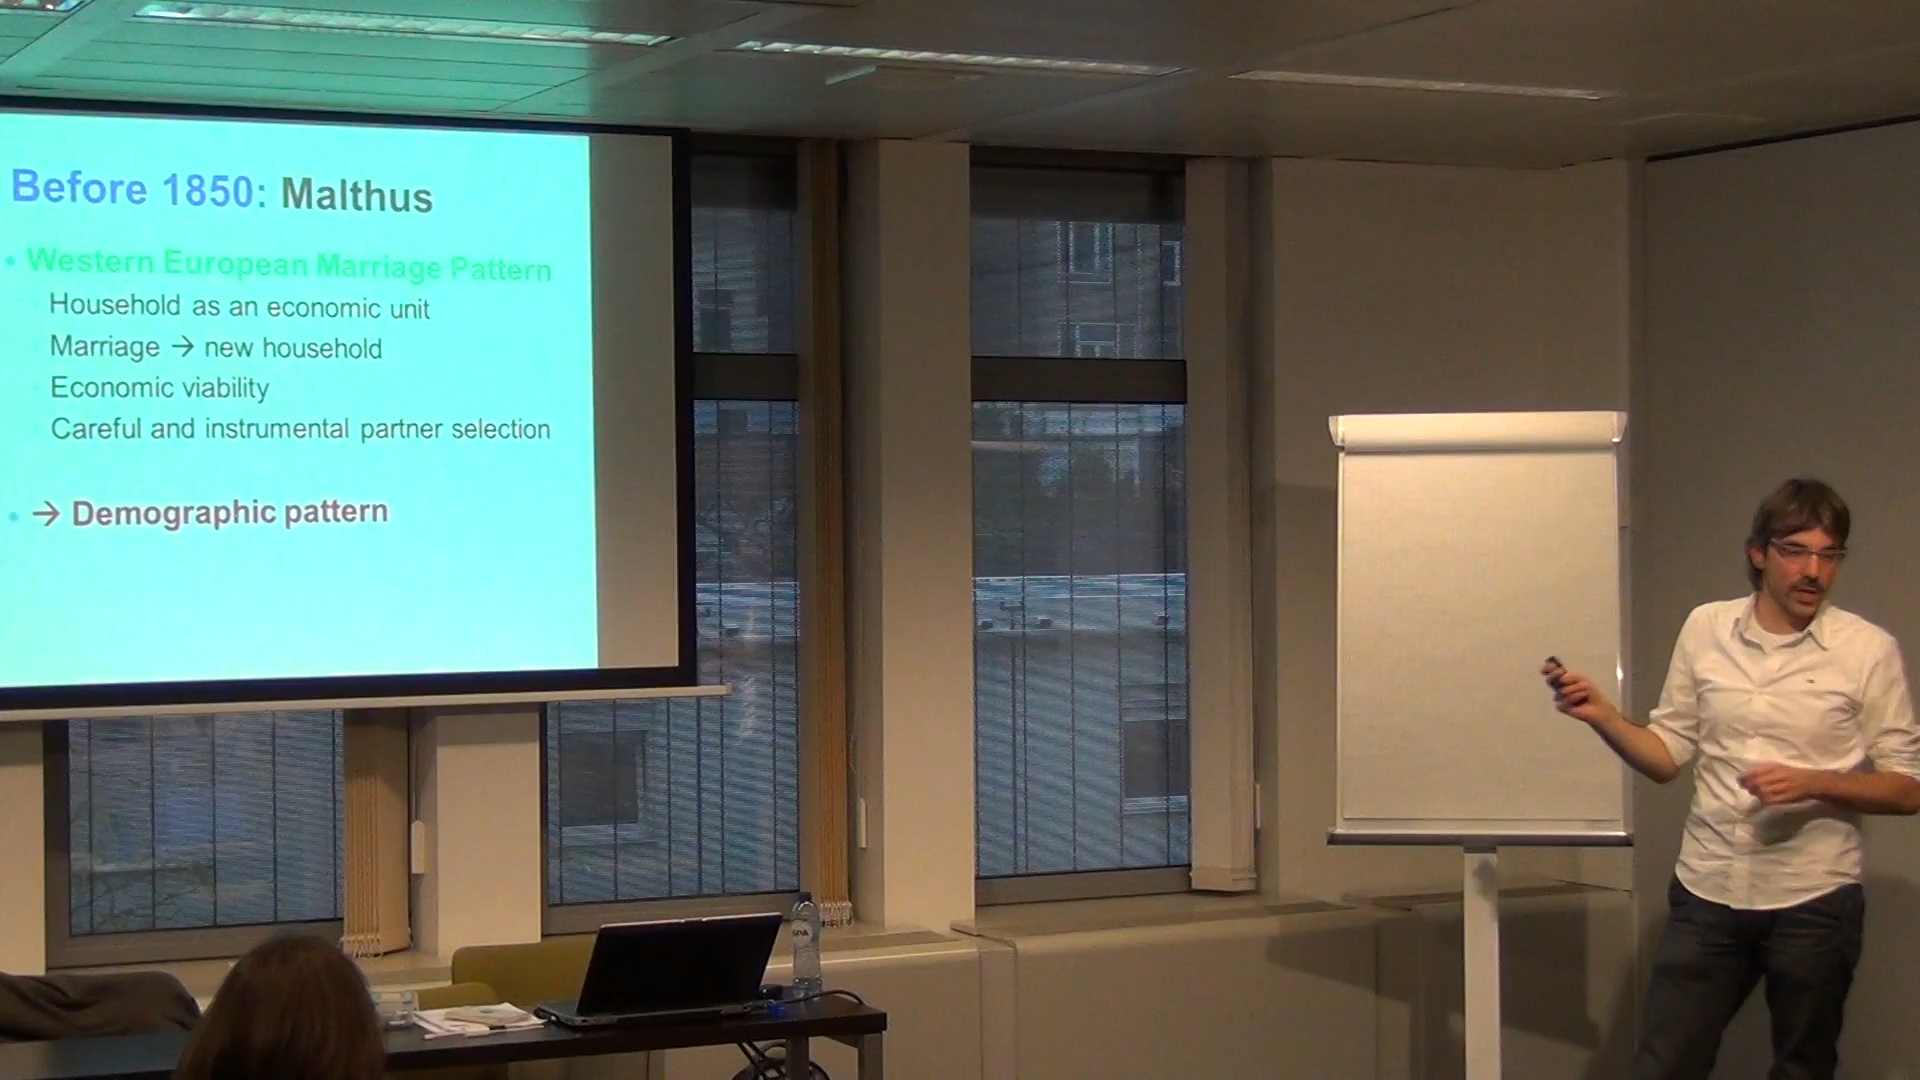 Before 1850: Malthus
• Western European Marriage Pattern
Household as an economic unit
Marriage → new household
Economic viability
Careful and instrumental partner selection
• → Demographic pattern
SPA